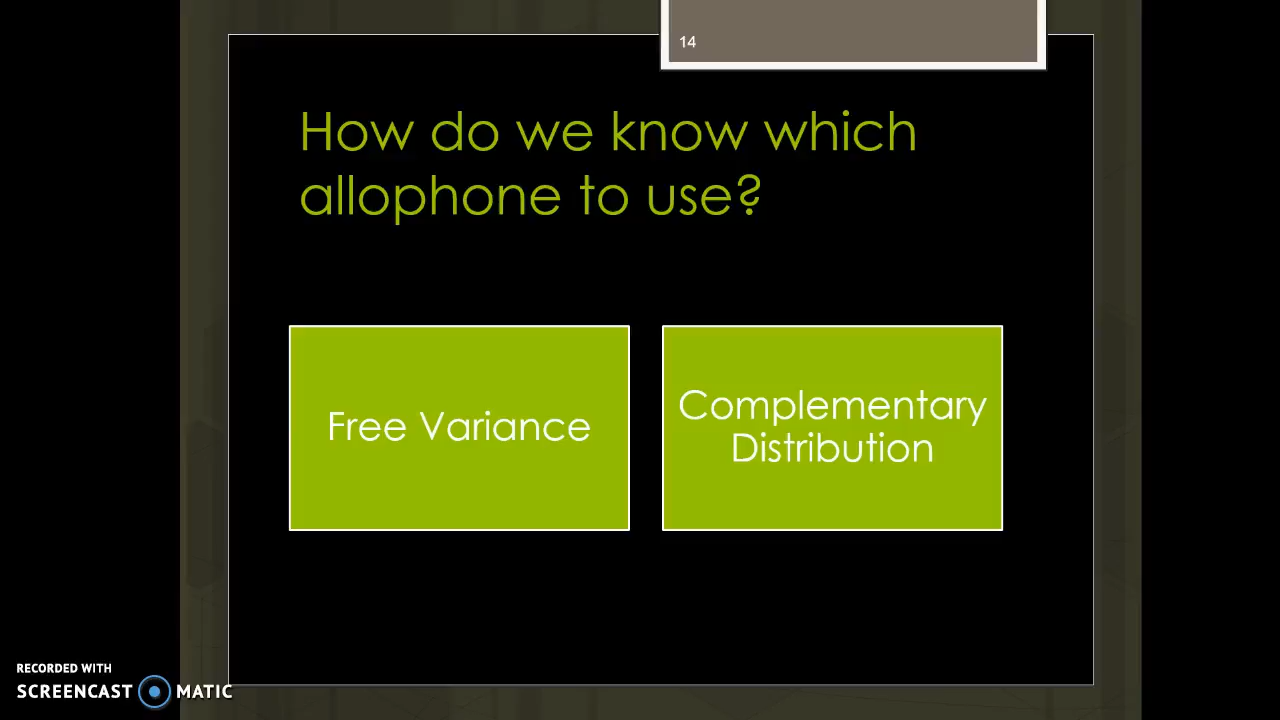 14
How do we know which
allophone to use?
Free Variance
Complementary
Distribution
RECORDED WITH
SCREENCAST MATIC